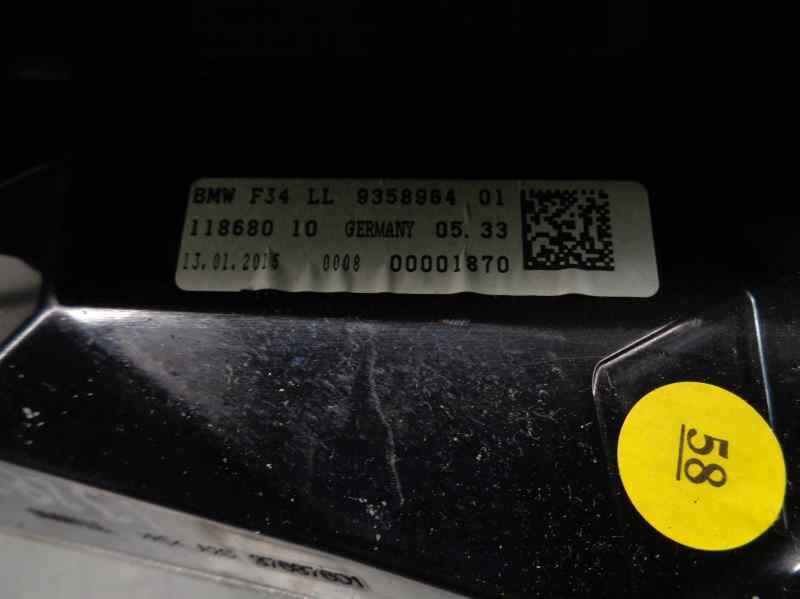 BMW F34 LL 9358964 01
118680 10 GERMANY 05.33
13.01.2016 0008 00001870
58